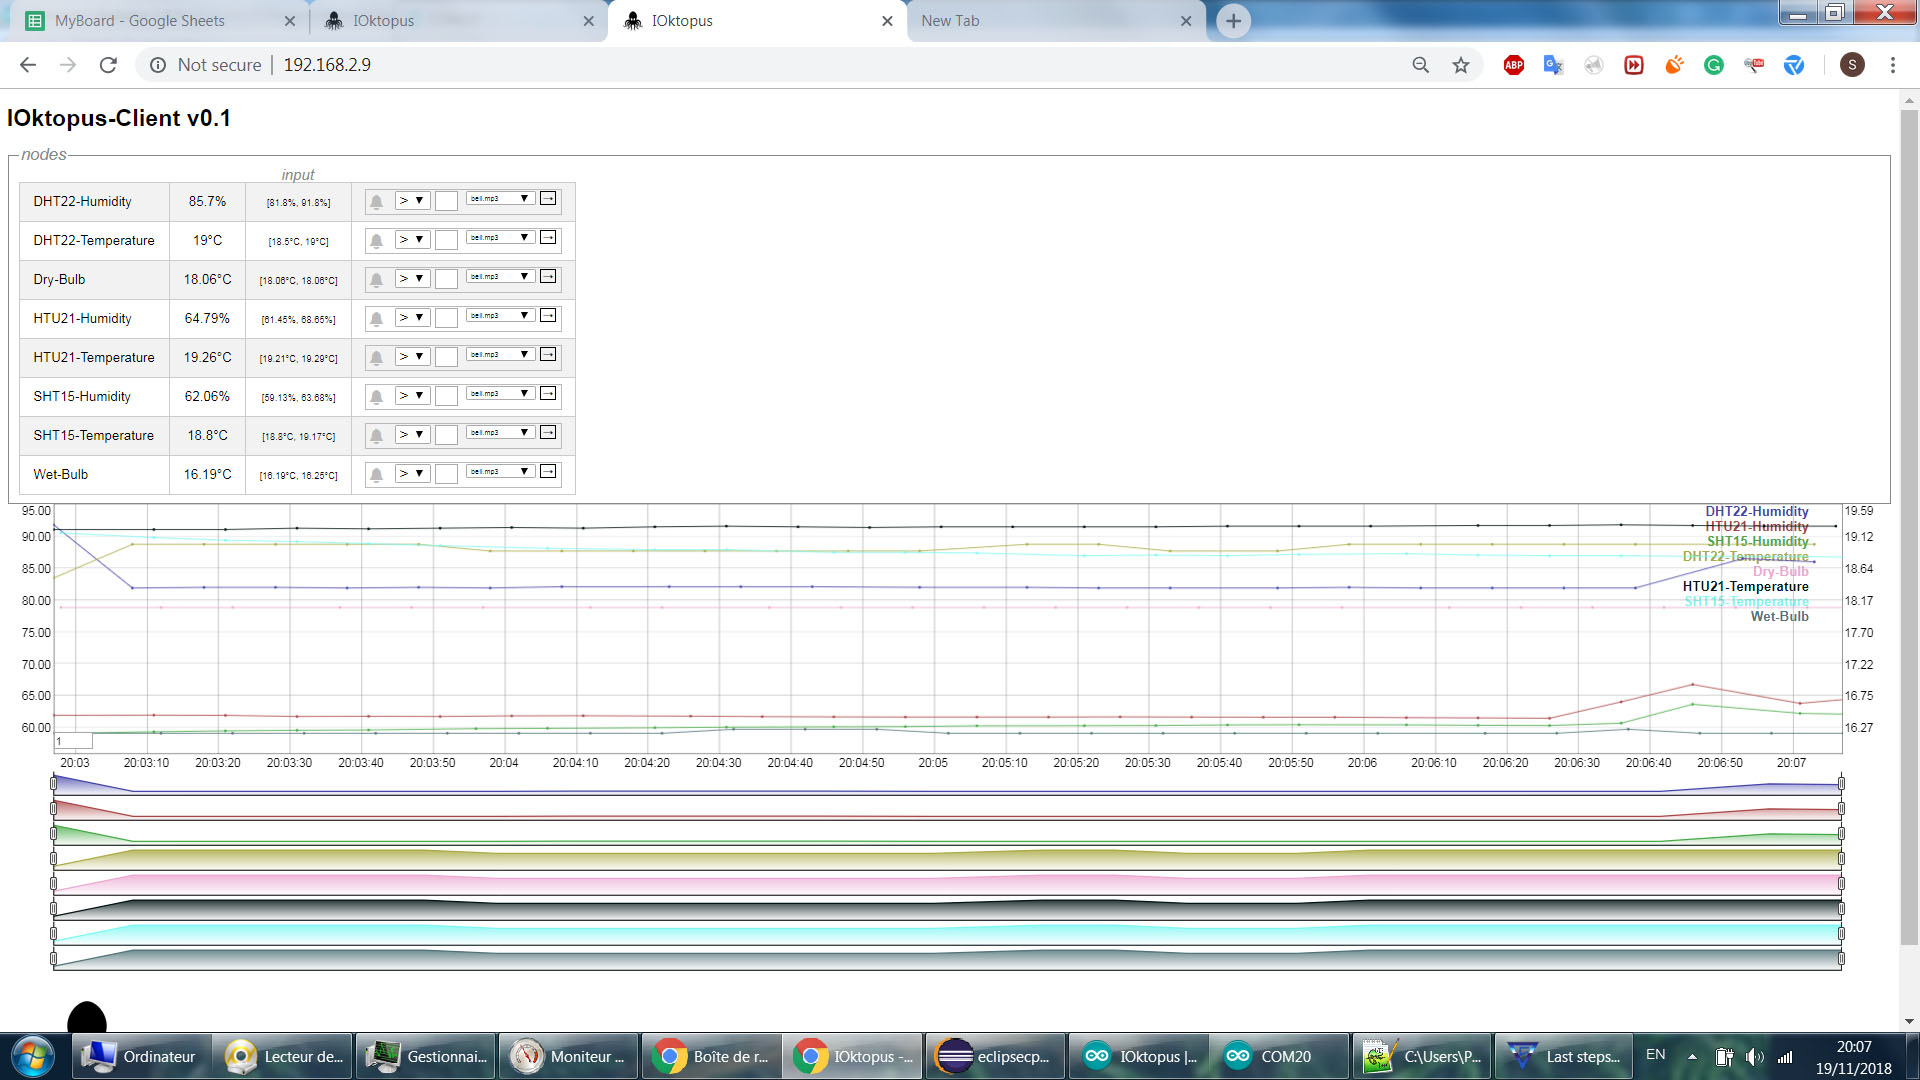 MyBoard - Google Sheets
IOktopus
IOktopus
New Tab
Not secure
192.168.2.9
ABP
S
IOktopus-Client v0.1
nodes
input
DHT22-Humidity 85.7% [81.8%, 91.8%] > bell.mp3
DHT22-Temperature 19°C [18.5°C, 19°C] > bell.mp3
Dry-Bulb 18.06°C [18.06°C, 18.06°C] > bell.mp3
HTU21-Humidity 64.79% [61.45%, 68.65%] > bell.mp3
HTU21-Temperature 19.26°C [19.21°C, 19.29°C] > bell.mp3
SHT15-Humidity 62.06% [59.13%, 63.68%] > bell.mp3
SHT15-Temperature 18.8°C [18.8°C, 19.17°C] > bell.mp3
Wet-Bulb 16.19°C [16.19°C, 16.25°C] > bell.mp3
95.00
90.00
85.00
80.00
75.00
70.00
65.00
60.00
1
DHT22-Humidity
HTU21-Humidity
SHT15-Humidity
DHT22-Temperature
Dry-Bulb
HTU21-Temperature
SHT15-Temperature
Wet-Bulb
19.59
19.12
18.64
18.17
17.70
17.22
16.75
16.27
20:03 20:03:10 20:03:20 20:03:30 20:03:40 20:03:50 20:04 20:04:10 20:04:20 20:04:30 20:04:40 20:04:50 20:05 20:05:10 20:05:20 20:05:30 20:05:40 20:05:50 20:06 20:06:10 20:06:20 20:06:30 20:06:40 20:06:50 20:07
Ordinateur
Lecteur de...
Gestionnai...
Moniteur ...
Boîte de r...
IOktopus -...
eclipsecp...
IOktopus |...
COM20
C:\Users\P...
Last steps...
EN
20:07
19/11/2018